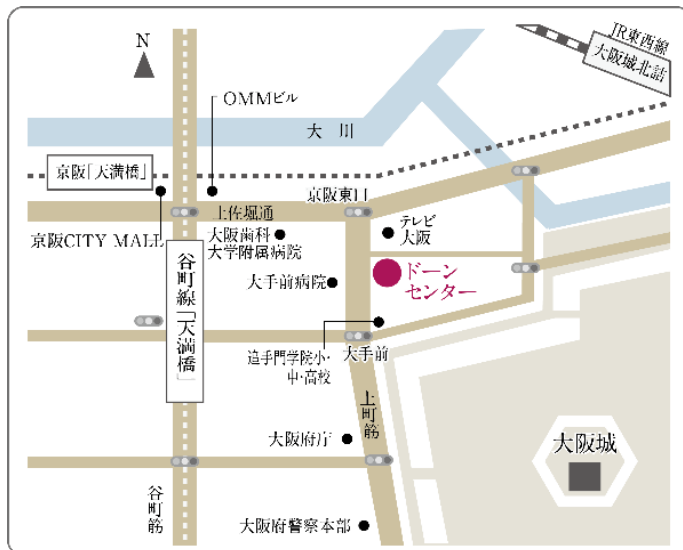 N
JR東西線
大阪城北詰
OMMビル
大川
京阪「天満橋」
京阪東口
土佐堀通
テレビ
大阪
京阪CITY MALL
大阪歯科
大学附属病院
谷町線「天満橋」
大手前病院
ドーン
センター
追手門学院小・
中・高校
大手前
上町筋
大阪府庁
大阪城
谷町筋
大阪府警察本部